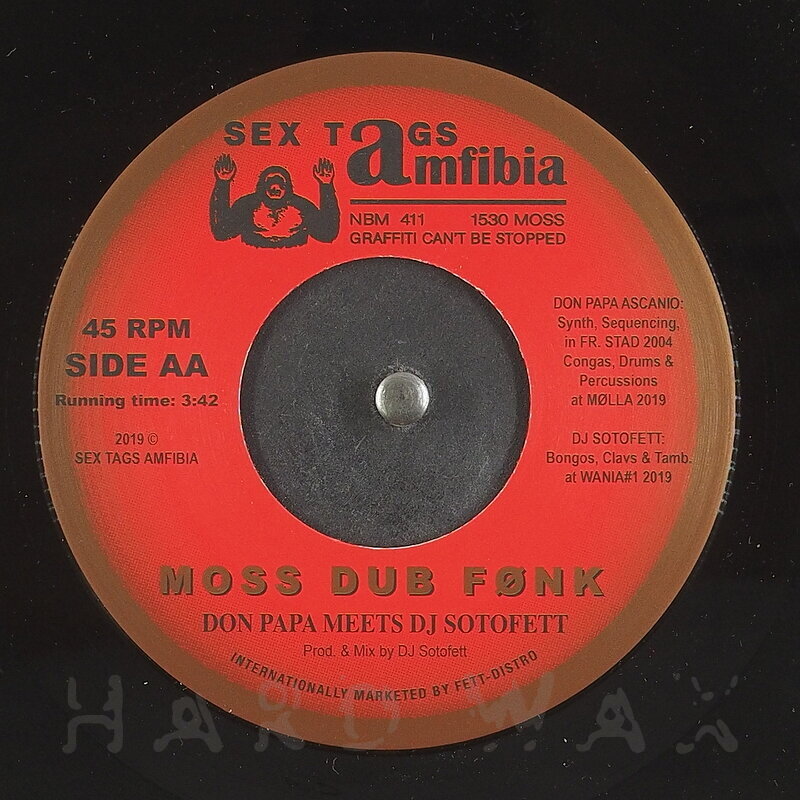 SEX TAGS
amfibia
NBM 411 1530 MOSS
GRAFFITI CAN'T BE STOPPED
45 RPM
SIDE AA
Running time: 3:42
2019 ©
SEX TAGS AMFIBIA
DON PAPA ASCANIO:
Synth, Sequencing,
in FR. STAD 2004
Congas, Drums &
Percussions
at MØLLA 2019
DJ SOTOFETT:
Bongos, Clavs & Tamb.
at WANIA#1 2019
MOSS DUB FØNK
DON PAPA MEETS DJ SOTOFETT
Prod. & Mix by DJ Sotofett
INTERNATIONALLY MARKETED BY FETT-DISTRO
HARD WAX